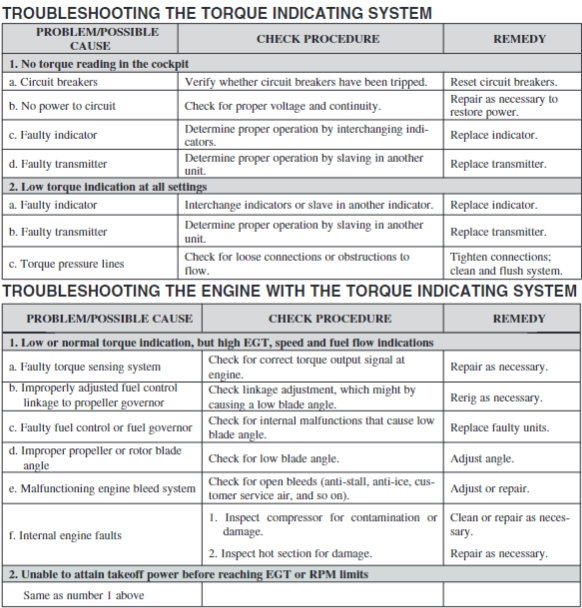 TROUBLESHOOTING THE TORQUE INDICATING SYSTEM
PROBLEM/POSSIBLE
CAUSE
CHECK PROCEDURE
REMEDY
1. No torque reading in the cockpit
a. Circuit breakers
Verify whether circuit breakers have been tripped.
Reset circuit breakers.
b. No power to circuit
Check for proper voltage and continuity.
Repair as necessary to
restore power.
c. Faulty indicator
Determine proper operation by interchanging indi-
cators.
Replace indicator.
d. Faulty transmitter
Determine proper operation by slaving in another
unit.
Replace transmitter.
2. Low torque indication at all settings
a. Faulty indicator
Interchange indicators or slave in another indicator.
Replace indicator.
b. Faulty transmitter
Determine proper operation by slaving in another
unit.
Replace transmitter.
c. Torque pressure lines
Check for loose connections or obstructions to
flow.
Tighten connections;
clean and flush system.
TROUBLESHOOTING THE ENGINE WITH THE TORQUE INDICATING SYSTEM
PROBLEM/POSSIBLE CAUSE
CHECK PROCEDURE
REMEDY
1. Low or normal torque indication, but high EGT, speed and fuel flow indications
a. Faulty torque sensing system
Check for correct torque output signal at
engine.
Repair as necessary.
b. Improperly adjusted fuel control
linkage to propeller governor
Check linkage adjustment, which might by
causing a low blade angle.
Rerig as necessary.
c. Faulty fuel control or fuel governor
Check for internal malfunctions that cause low
blade angle.
Replace faulty units.
d. Improper propeller or rotor blade
angle
Check for low blade angle.
Adjust angle.
e. Malfunctioning engine bleed system
Check for open bleeds (anti-stall, anti-ice, cus-
tomer service air, and so on).
Adjust or repair.
f. Internal engine faults
1. Inspect compressor for contamination or
damage.
Clean or repair as neces-
sary.
2. Inspect hot section for damage.
Repair as necessary.
2. Unable to attain takeoff power before reaching EGT or RPM limits
Same as number 1 above